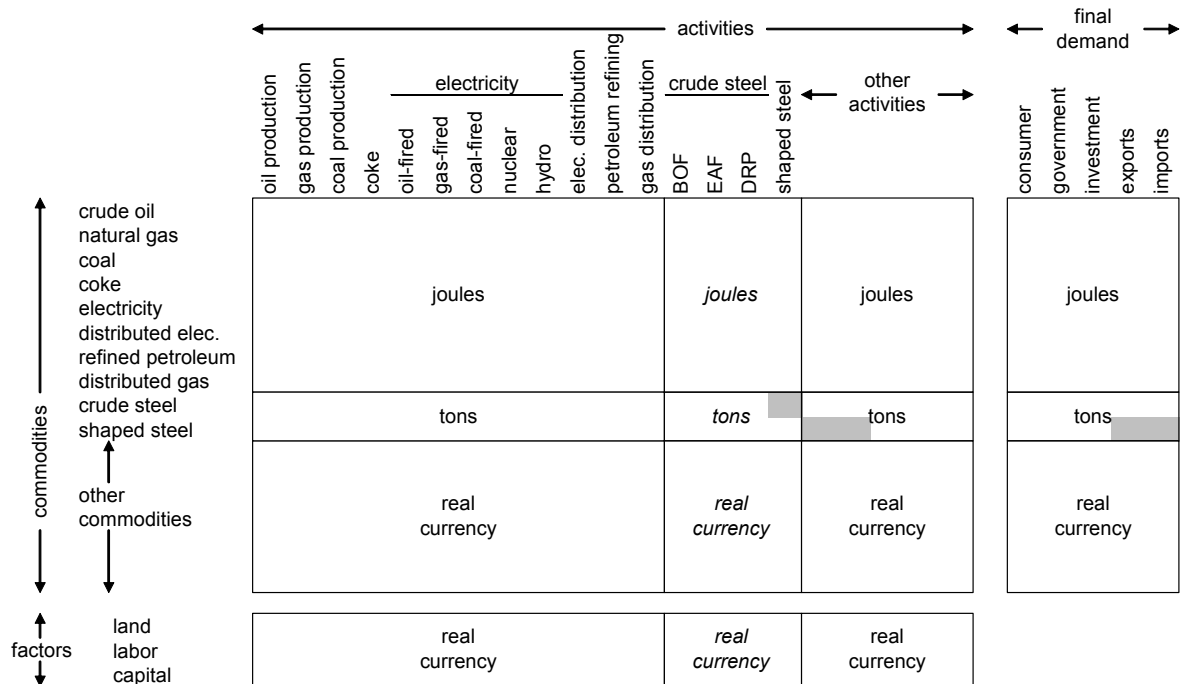 activities
final
demand
electricity
crude steel
other
activities
oil production
gas production
coal production
coke
oil-fired
gas-fired
coal-fired
nuclear
hydro
elec. distribution
petroleum refining
gas distribution
BOF
EAF
DRP
shaped steel
consumer
government
investment
exports
imports
commodities
crude oil
natural gas
coal
coke
electricity
distributed elec.
refined petroleum
distributed gas
crude steel
shaped steel
other
commodities
joules
joules
joules
joules
tons
tons
tons
tons
real
currency
real
currency
real
currency
real
currency
factors
land
labor
capital
real
currency
real
currency
real
currency